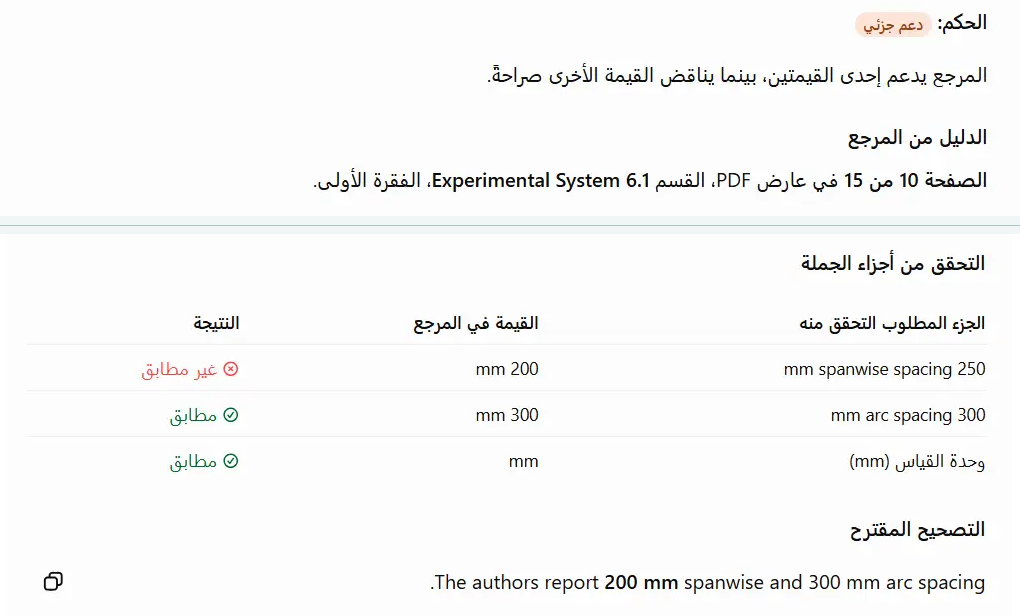 الحكم: دعم جزئي
المرجع يدعم إحدى القيمتين، بينما يناقض القيمة الأخرى صراحةً.
الدليل من المرجع
الصفحة 10 من 15 في عارض PDF، القسم 6.1 Experimental System، الفقرة الأولى.
التحقق من أجزاء الجملة
الجزء المطلوب التحقق منه القيمة في المرجع النتيجة
250 mm spanwise spacing 200 mm غير مطابق
300 mm arc spacing 300 mm مطابق
وحدة القياس (mm) mm مطابق
التصحيح المقترح
The authors report 200 mm spanwise and 300 mm arc spacing.